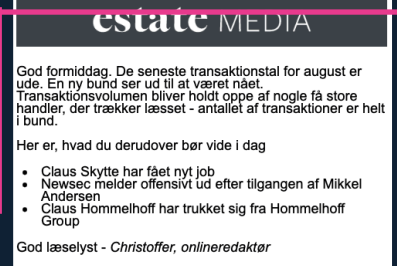 estate MEDIA
God formiddag. De seneste transaktionstal for august er
ude. En ny bund ser ud til at været nået.
Transaktionsvolumen bliver holdt oppe af nogle få store
handler, der trækker læsset - antallet af transaktioner er helt
i bund.
Her er, hvad du derudover bør vide i dag
• Claus Skytte har fået nyt job
• Newsec melder offensivt ud efter tilgangen af Mikkel
Andersen
• Claus Hommelhoff har trukket sig fra Hommelhoff
Group
God læselyst - Christoffer, onlineredaktør